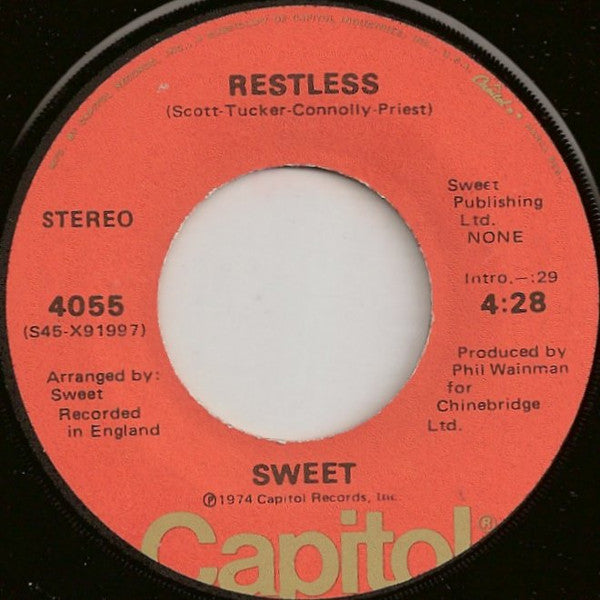 RESTLESS
(Scott-Tucker-Connolly-Priest)
STEREO
Sweet
Publishing
Ltd.
NONE
4055
(S45-X91997)
Intro.–:29
4:28
Arranged by:
Sweet
Recorded
in England
Produced by
Phil Wainman
for
Chinebridge
Ltd.
SWEET
℗1974 Capitol Records, Inc.
Capitol®